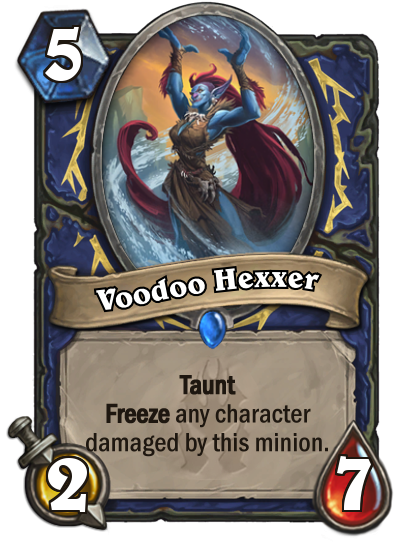 5
Voodoo Hexxer
Taunt
Freeze any character
damaged by this minion.
2
7